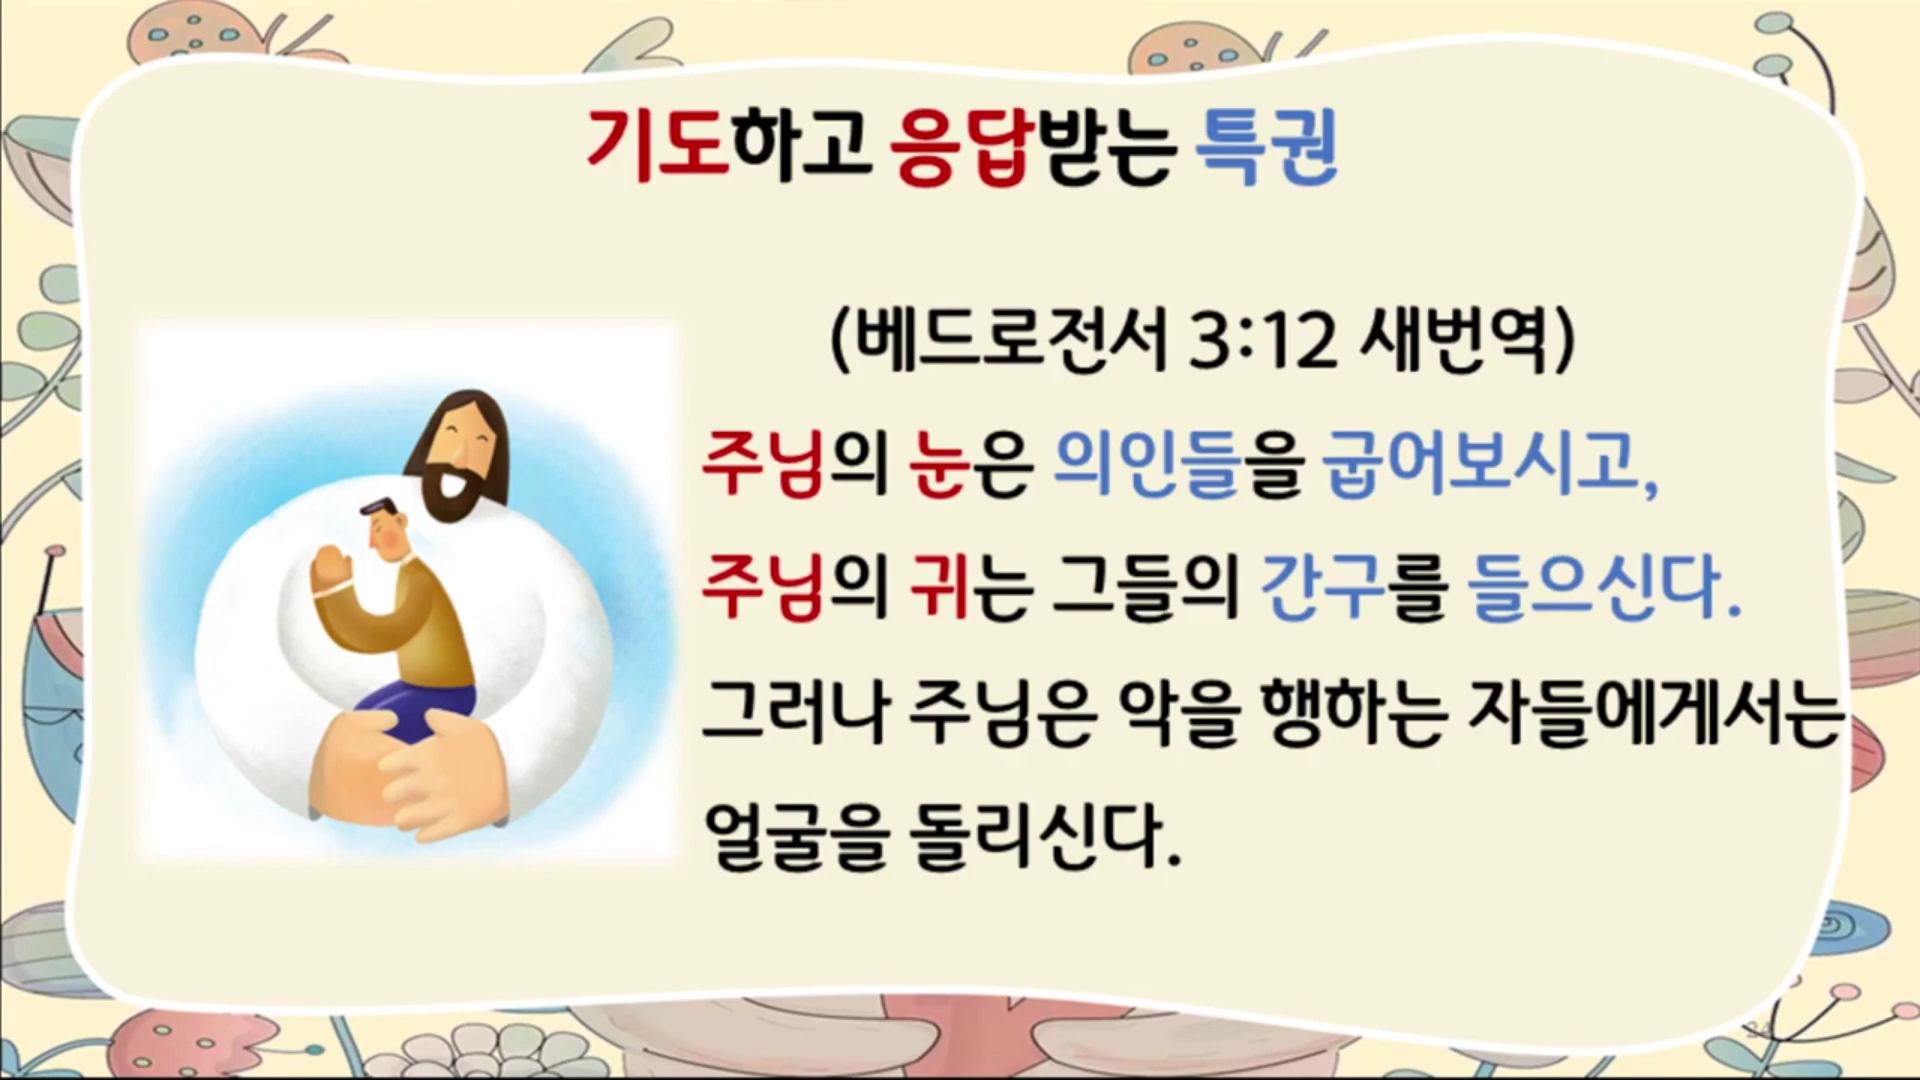 기도하고 응답받는 특권
(베드로전서 3:12 새번역)
주님의 눈은 의인들을 굽어보시고,
주님의 귀는 그들의 간구를 들으신다.
그러나 주님은 악을 행하는 자들에게서는
얼굴을 돌리신다.
24